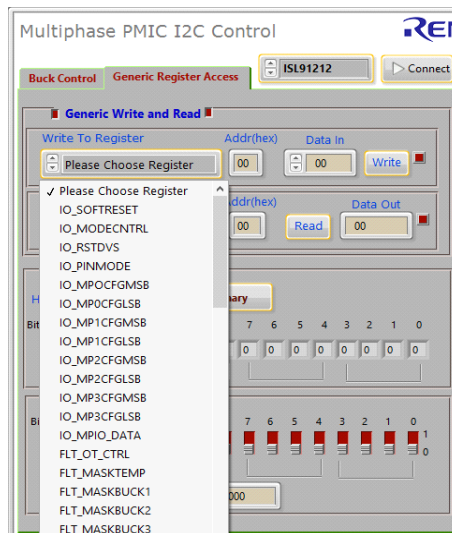 Multiphase PMIC I2C Control
Buck Control
Generic Register Access
ISL91212
Connect
Generic Write and Read
Write To Register
Addr(hex)
Data In
Please Choose Register
00
00
Write
✓ Please Choose Register
IO_SOFTRESET
IO_MODECNTRL
IO_RSTDVS
IO_PINMODE
IO_MPOCFGMSB
IO_MP0CFGLSB
IO_MP1CFGMSB
IO_MP1CFGLSB
IO_MP2CFGMSB
IO_MP2CFGLSB
IO_MP3CFGMSB
IO_MP3CFGLSB
IO_MPIO_DATA
FLT_OT_CTRL
FLT_MASKTEMP
FLT_MASKBUCK1
FLT_MASKBUCK2
FLT_MASKBUCK3
Data Out
00
Read
00
7 6 5 4 3 2 1 0
0 0 0 0 0 0 0
7 6 5 4 3 2 1 0
1
0
000